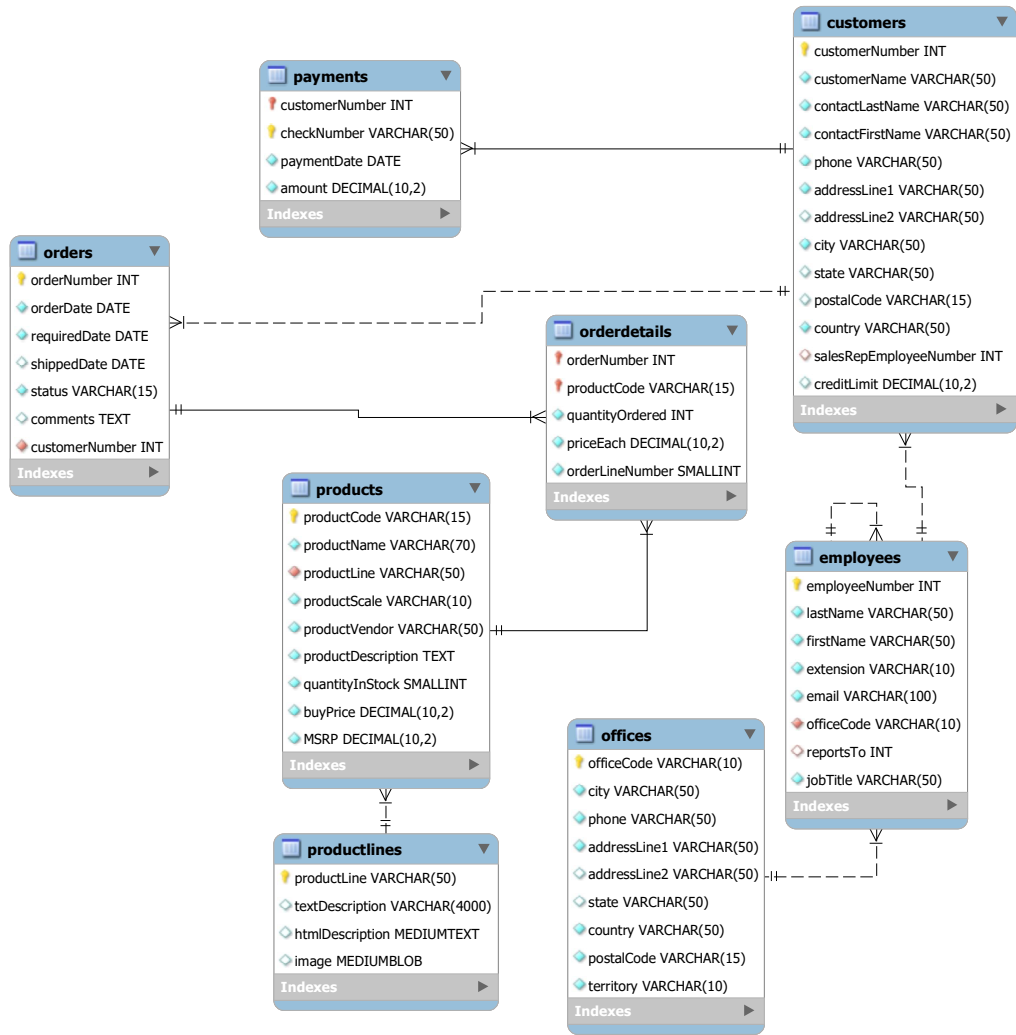 customers
customerNumber INT
customerName VARCHAR(50)
contactLastName VARCHAR(50)
contactFirstName VARCHAR(50)
phone VARCHAR(50)
addressLine1 VARCHAR(50)
addressLine2 VARCHAR(50)
city VARCHAR(50)
state VARCHAR(50)
postalCode VARCHAR(15)
country VARCHAR(50)
salesRepEmployeeNumber INT
creditLimit DECIMAL(10,2)
Indexes
payments
customerNumber INT
checkNumber VARCHAR(50)
paymentDate DATE
amount DECIMAL(10,2)
Indexes
orders
orderNumber INT
orderDate DATE
requiredDate DATE
shippedDate DATE
status VARCHAR(15)
comments TEXT
customerNumber INT
Indexes
orderdetails
orderNumber INT
productCode VARCHAR(15)
quantityOrdered INT
priceEach DECIMAL(10,2)
orderLineNumber SMALLINT
Indexes
products
productCode VARCHAR(15)
productName VARCHAR(70)
productLine VARCHAR(50)
productScale VARCHAR(10)
productVendor VARCHAR(50)
productDescription TEXT
quantityInStock SMALLINT
buyPrice DECIMAL(10,2)
MSRP DECIMAL(10,2)
Indexes
employees
employeeNumber INT
lastName VARCHAR(50)
firstName VARCHAR(50)
extension VARCHAR(10)
email VARCHAR(100)
officeCode VARCHAR(10)
reportsTo INT
jobTitle VARCHAR(50)
Indexes
offices
officeCode VARCHAR(10)
city VARCHAR(50)
phone VARCHAR(50)
addressLine1 VARCHAR(50)
addressLine2 VARCHAR(50)
state VARCHAR(50)
country VARCHAR(50)
postalCode VARCHAR(15)
territory VARCHAR(10)
Indexes
productlines
productLine VARCHAR(50)
textDescription VARCHAR(4000)
htmlDescription MEDIUMTEXT
image MEDIUMBLOB
Indexes